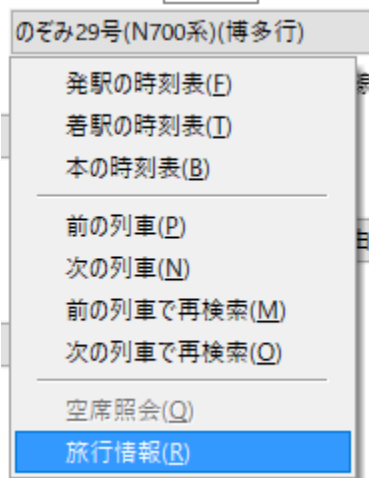 のぞみ29号(N700系)(博多行)
発駅の時刻表(F)
着駅の時刻表(T)
本の時刻表(B)
前の列車(P)
次の列車(N)
前の列車で再検索(M)
次の列車で再検索(O)
空席照会(Q)
旅行情報(R)